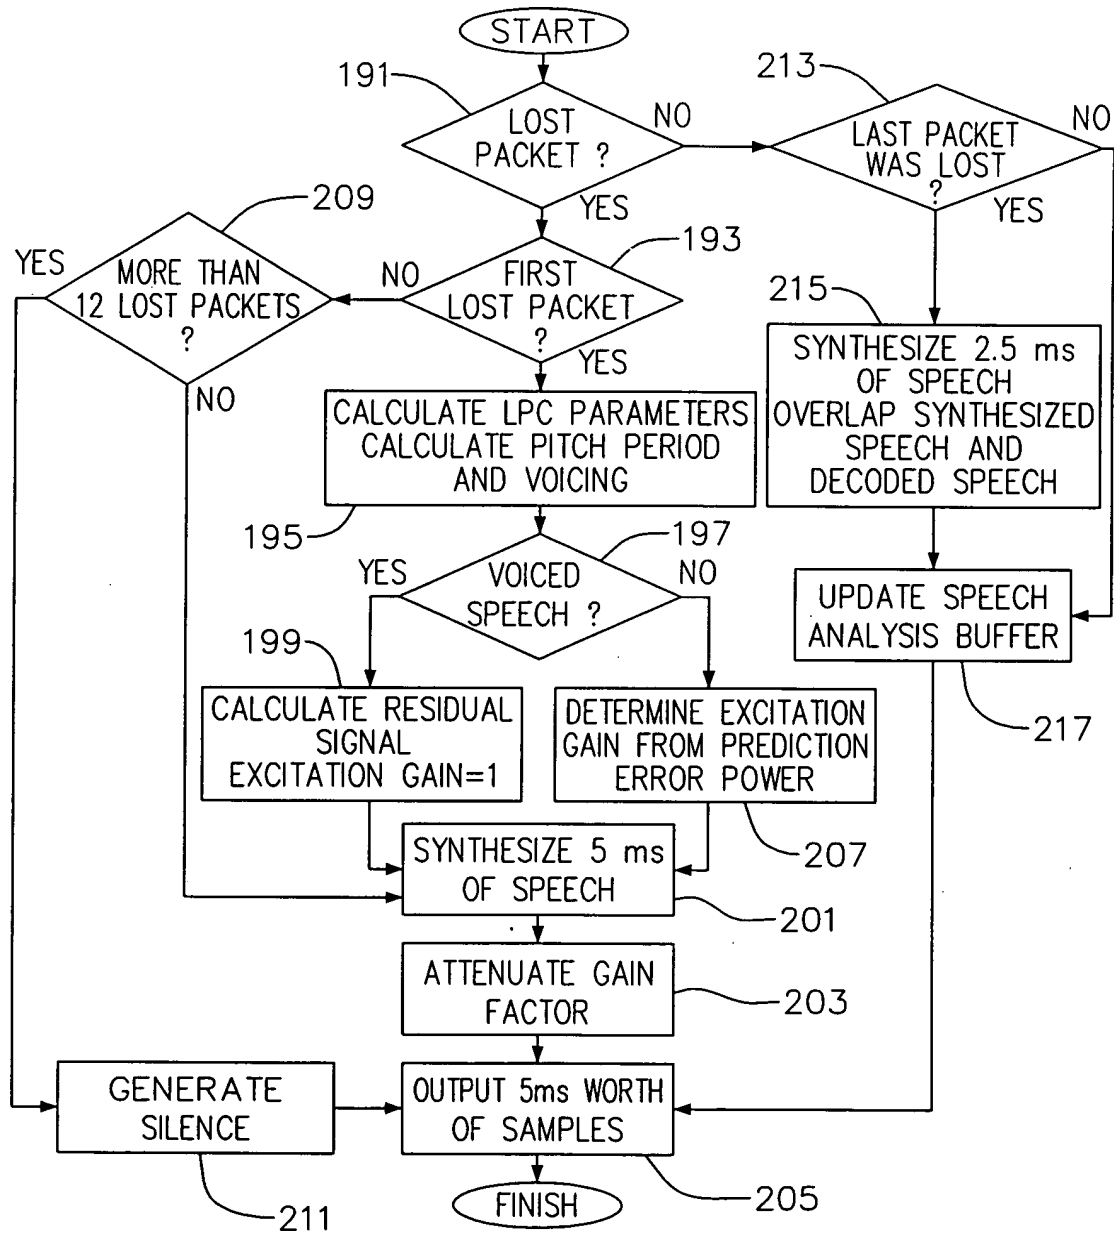 START
191
LOST
PACKET ?
NO
YES
213
LAST PACKET
WAS LOST
?
NO
YES
209
MORE THAN
12 LOST PACKETS
?
YES
NO
193
FIRST
LOST PACKET
?
NO
YES
215
SYNTHESIZE 2.5 ms
OF SPEECH
OVERLAP SYNTHESIZED
SPEECH AND
DECODED SPEECH
CALCULATE LPC PARAMETERS
CALCULATE PITCH PERIOD
AND VOICING
195
197
VOICED
SPEECH ?
YES
NO
UPDATE SPEECH
ANALYSIS BUFFER
217
199
CALCULATE RESIDUAL
SIGNAL
EXCITATION GAIN=1
DETERMINE EXCITATION
GAIN FROM PREDICTION
ERROR POWER
207
SYNTHESIZE 5 ms
OF SPEECH
201
ATTENUATE GAIN
FACTOR
203
GENERATE
SILENCE
211
OUTPUT 5ms WORTH
OF SAMPLES
205
FINISH